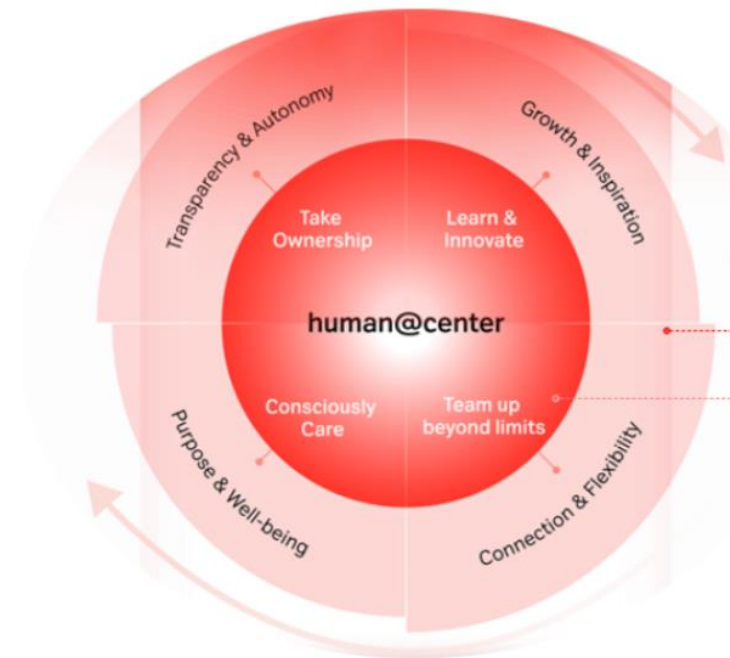 Transparency & Autonomy
Growth & Inspiration
Take
Ownership
Learn &
Innovate
human@center
Consciously
Care
Team up
beyond limits
Purpose & Well-being
Connection & Flexibility